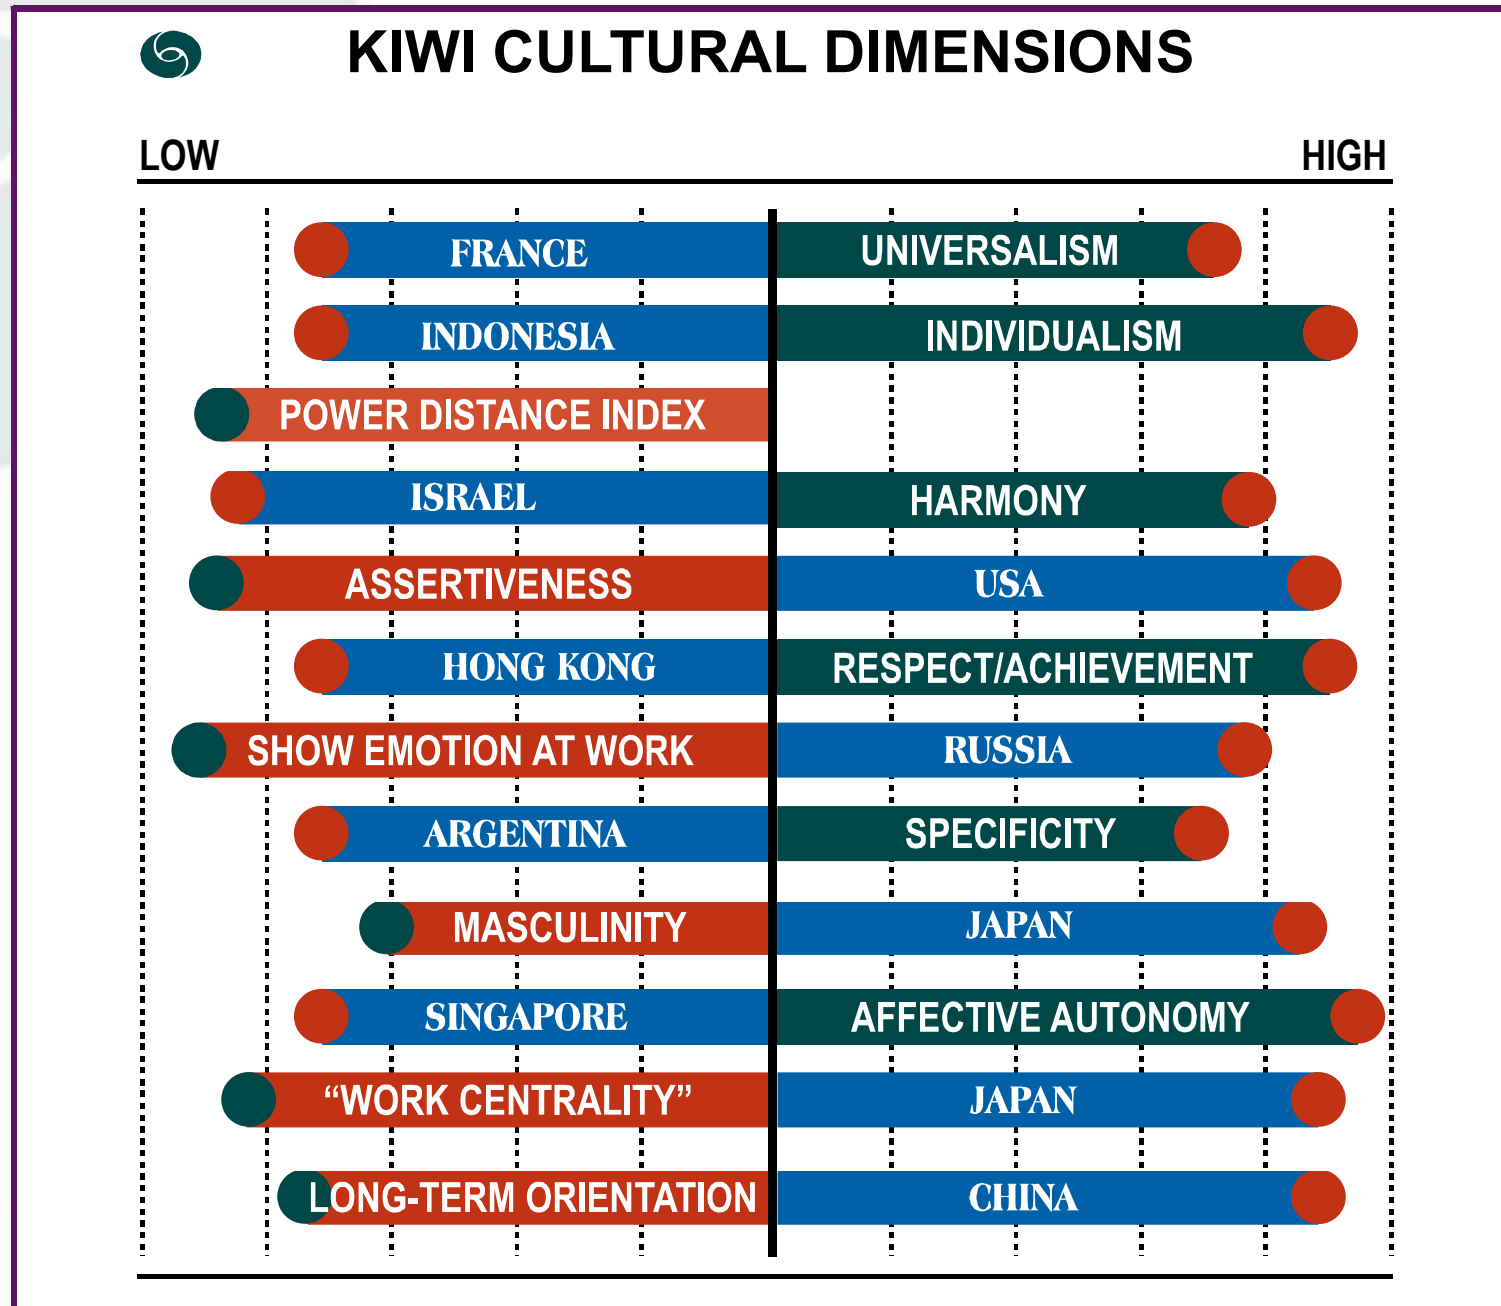 KIWI CULTURAL DIMENSIONS
LOW HIGH
FRANCE UNIVERSALISM
INDONESIA INDIVIDUALISM
POWER DISTANCE INDEX
ISRAEL HARMONY
ASSERTIVENESS USA
HONG KONG RESPECT/ACHIEVEMENT
SHOW EMOTION AT WORK RUSSIA
ARGENTINA SPECIFICITY
MASCULINITY JAPAN
SINGAPORE AFFECTIVE AUTONOMY
“WORK CENTRALITY” JAPAN
LONG-TERM ORIENTATION CHINA